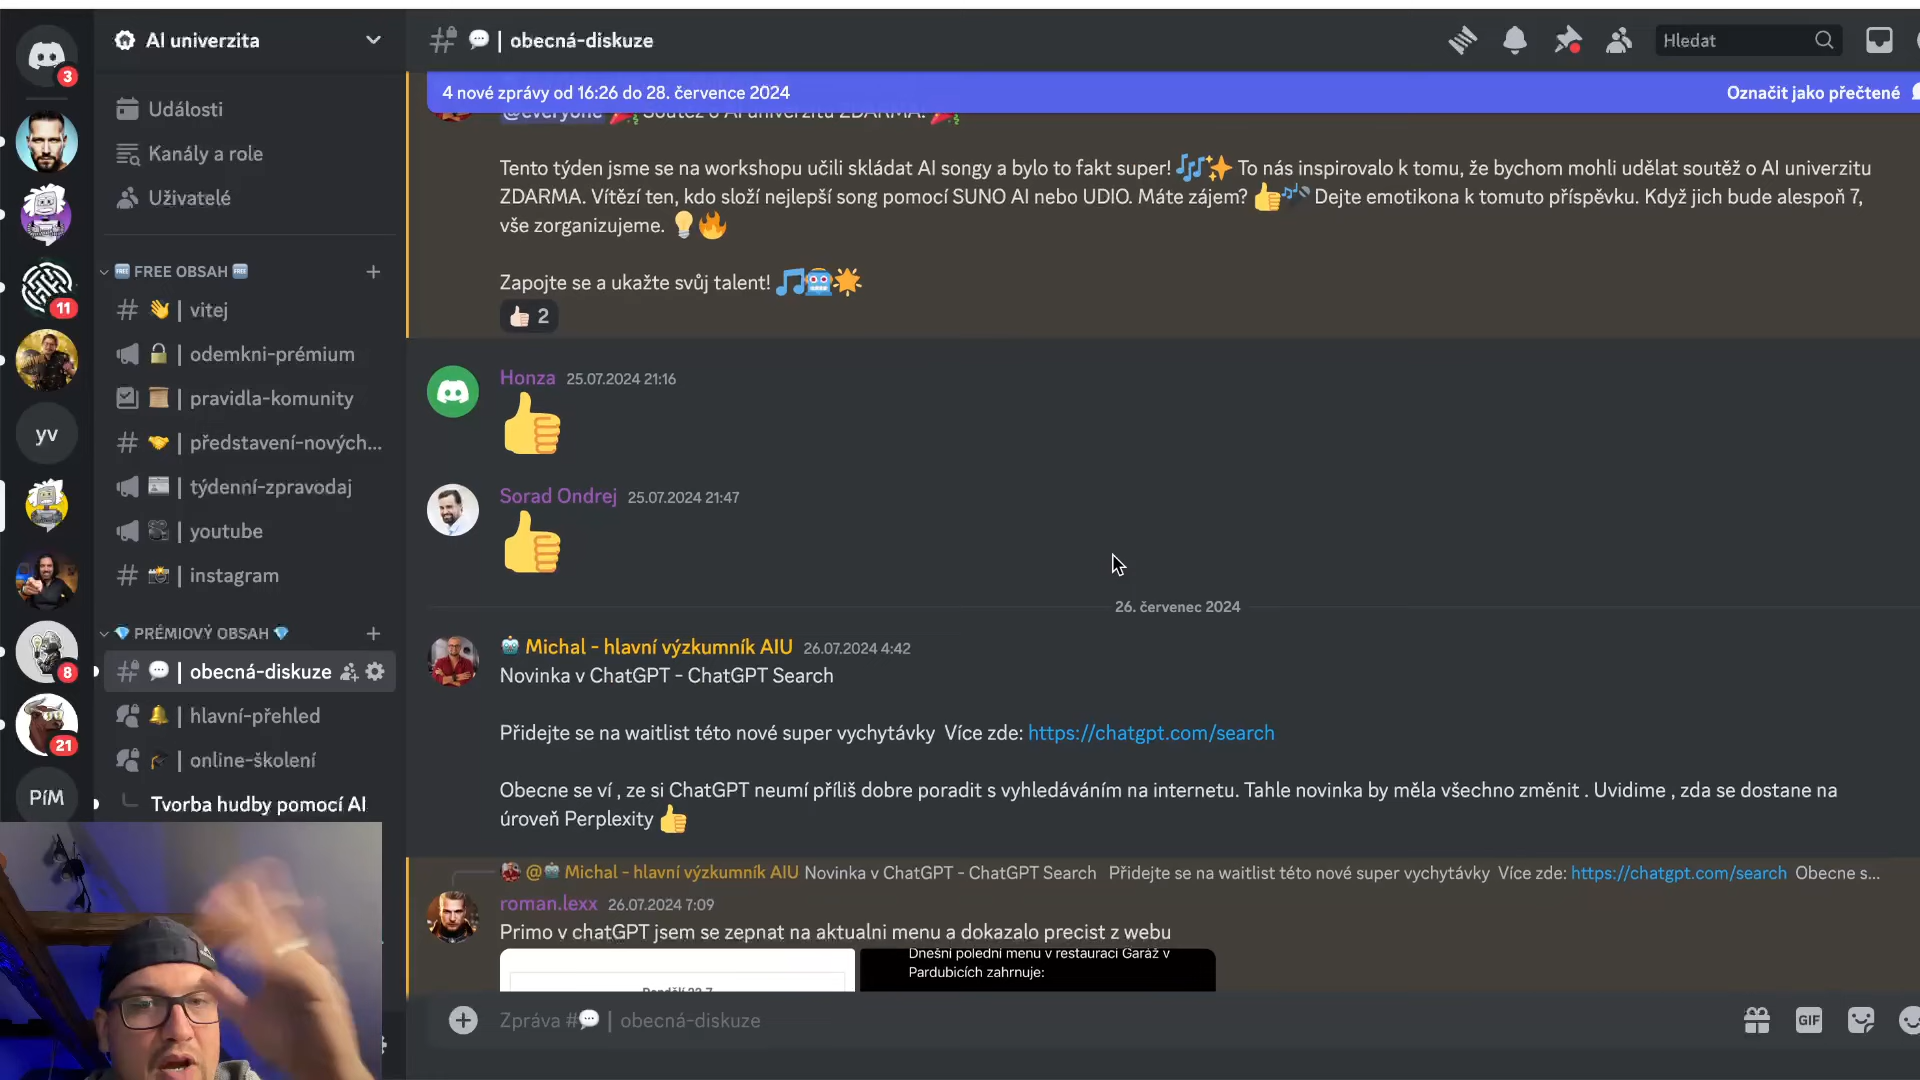 AI univerzita
| obecná-diskuze
Hledat
3
4 nové zprávy od 16:26 do 28. července 2024
Označit jako přečtené
@everyone Soutěž o AI univerzitu ZDARMA!
Události
Kanály a role
Uživatelé
Tento týden jsme se na workshopu učili skládat AI songy a bylo to fakt super! 🎶✨ To nás inspirovalo k tomu, že bychom mohli udělat soutěž o AI univerzitu
ZDARMA. Vítězí ten, kdo složí nejlepší song pomocí SUNO AI nebo UDIO. Máte zájem? 👍🎶 Dejte emotikona k tomuto příspěvku. Když jich bude alespoň 7,
vše zorganizujeme. 💡🔥
Zapojte se a ukažte svůj talent! 🎵🤖🌟
👍 2
FREE OBSAH
# 👋 | vitej
🔒 | odemkni-prémium
📜 | pravidla-komunity
# 🤝 | představení-nových...
📰 | týdenní-zpravodaj
🎥 | youtube
# 📸 | instagram
11
YV
8
21
PíM
💎 PRÉMIOVÝ OBSAH 💎
💬 | obecná-diskuze
🔔 | hlavní-přehled
🎓 | online-školení
Tvorba hudby pomocí AI
Honza 25.07.2024 21:16
👍
Sorad Ondrej 25.07.2024 21:47
👍
26. červenec 2024
Michal - hlavní výzkumník AIU 26.07.2024 4:42
Novinka v ChatGPT - ChatGPT Search
Přidejte se na waitlist této nové super vychytávky Více zde: https://chatgpt.com/search
Obecne se ví , ze si ChatGPT neumí příliš dobre poradit s vyhledáváním na internetu. Tahle novinka by měla všechno změnit . Uvidime , zda se dostane na
úroveň Perplexity 👍
@ Michal - hlavní výzkumník AIU Novinka v ChatGPT - ChatGPT Search Přidejte se na waitlist této nové super vychytávky Více zde: https://chatgpt.com/search Obecne s...
roman.lexx 26.07.2024 7:09
Primo v chatGPT jsem se zepnat na aktualni menu a dokazalo precist z webu
Dnešní polední menu v restauraci Garáž v
Pardubicích zahrnuje:
Zpráva #💬 | obecná-diskuze
GIF